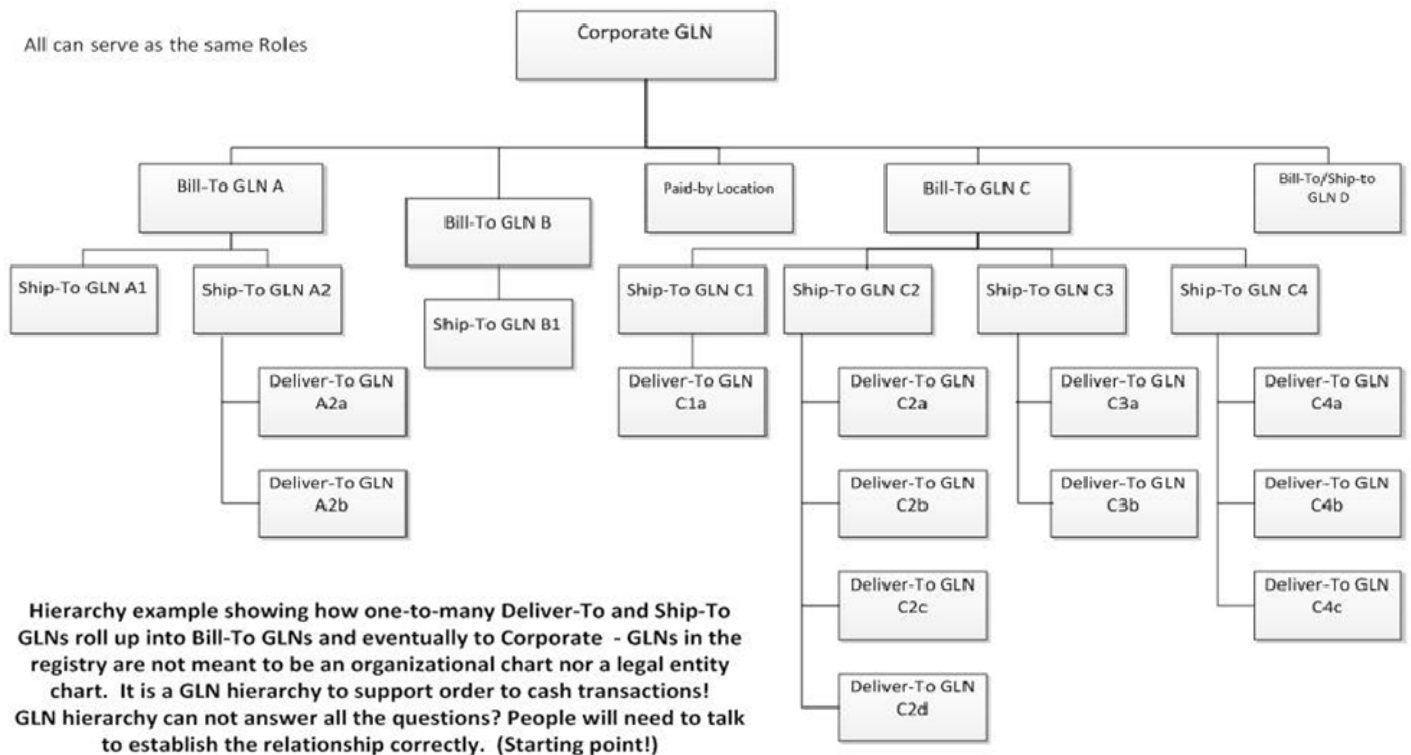 All can serve as the same Roles
Corporate GLN
Bill-To GLN A
Bill-To GLN B
Paid-by Location
Bill-To GLN C
Bill-To/Ship-to
GLN D
Ship-To GLN A1
Ship-To GLN A2
Ship-To GLN B1
Ship-To GLN C1
Ship-To GLN C2
Ship-To GLN C3
Ship-To GLN C4
Deliver-To GLN
A2a
Deliver-To GLN
A2b
Deliver-To GLN
C1a
Deliver-To GLN
C2a
Deliver-To GLN
C2b
Deliver-To GLN
C2c
Deliver-To GLN
C2d
Deliver-To GLN
C3a
Deliver-To GLN
C3b
Deliver-To GLN
C4a
Deliver-To GLN
C4b
Deliver-To GLN
C4c
Hierarchy example showing how one-to-many Deliver-To and Ship-To
GLNs roll up into Bill-To GLNs and eventually to Corporate - GLNs in the
registry are not meant to be an organizational chart nor a legal entity
chart. It is a GLN hierarchy to support order to cash transactions!
GLN hierarchy can not answer all the questions? People will need to talk
to establish the relationship correctly. (Starting point!)